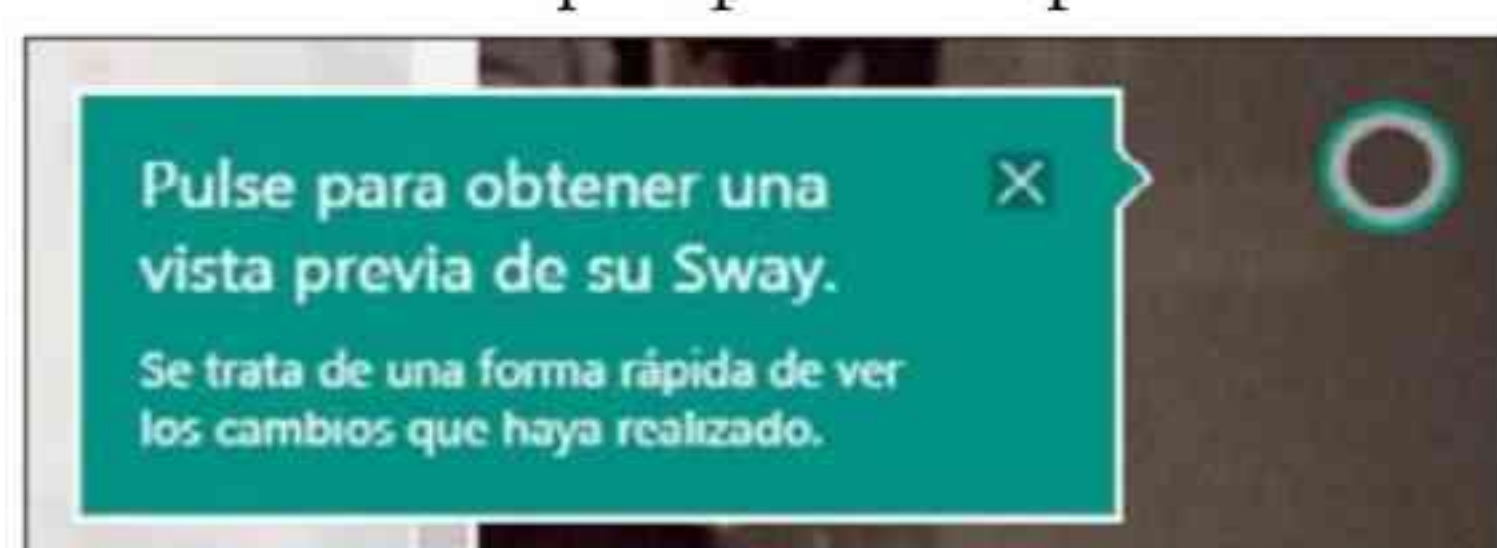 Pulse para obtener una
vista previa de su Sway.
Se trata de una forma rápida de ver
los cambios que haya realizado.